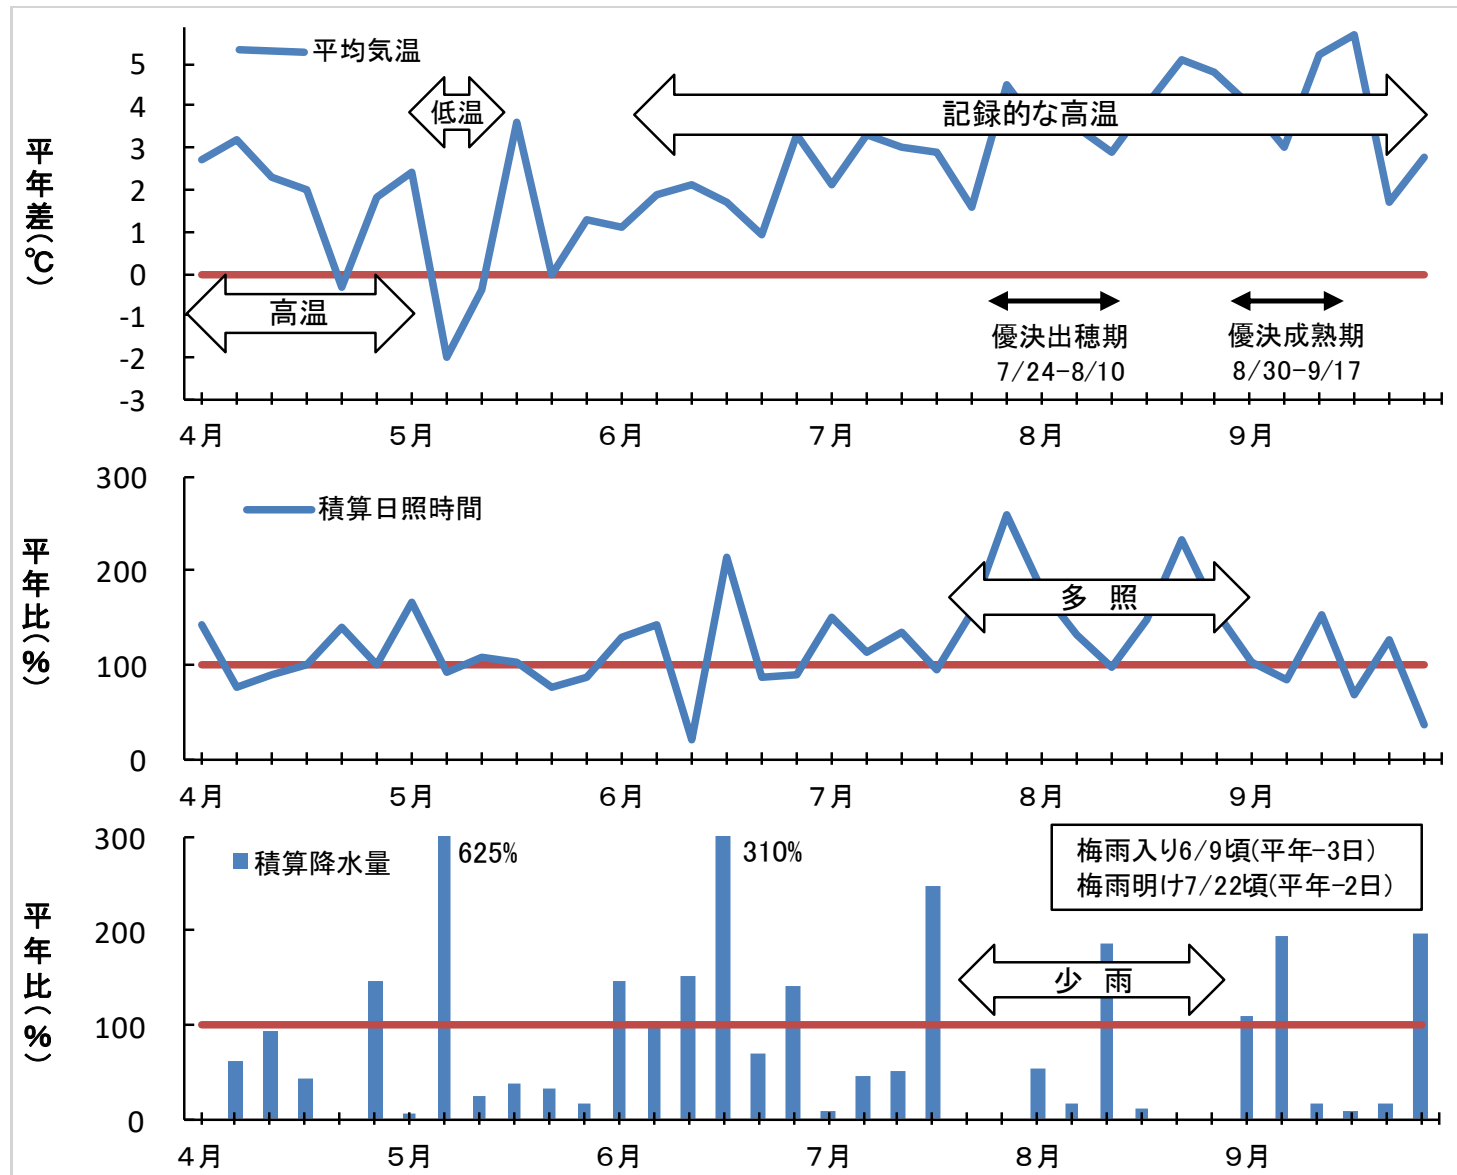 平年差(℃)
5
4
3
2
1
0
-1
-2
-3
平均気温
低温
記録的な高温
高温
優決出穂期
7/24-8/10
優決成熟期
8/30-9/17
4月 5月 6月 7月 8月 9月
平年比(%)
300
200
100
0
積算日照時間
多 照
4月 5月 6月 7月 8月 9月
平年比(%)
300
200
100
0
積算降水量
625%
310%
梅雨入り6/9頃(平年-3日)
梅雨明け7/22頃(平年-2日)
少 雨
4月 5月 6月 7月 8月 9月